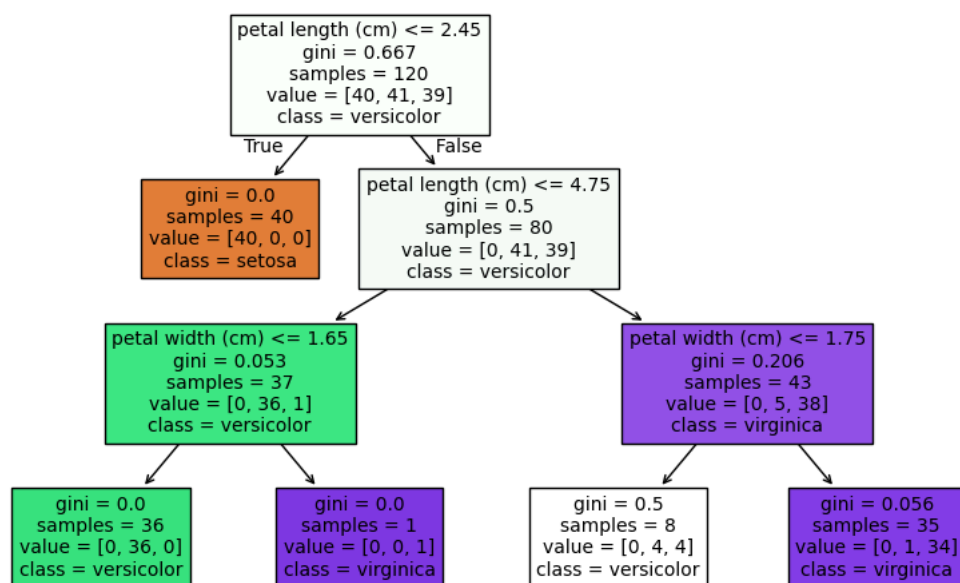 petal length (cm) <= 2.45
gini = 0.667
samples = 120
value = [40, 41, 39]
class = versicolor
True
False
gini = 0.0
samples = 40
value = [40, 0, 0]
class = setosa
petal length (cm) <= 4.75
gini = 0.5
samples = 80
value = [0, 41, 39]
class = versicolor
petal width (cm) <= 1.65
gini = 0.053
samples = 37
value = [0, 36, 1]
class = versicolor
petal width (cm) <= 1.75
gini = 0.206
samples = 43
value = [0, 5, 38]
class = virginica
gini = 0.0
samples = 36
value = [0, 36, 0]
class = versicolor
gini = 0.0
samples = 1
value = [0, 0, 1]
class = virginica
gini = 0.5
samples = 8
value = [0, 4, 4]
class = versicolor
gini = 0.056
samples = 35
value = [0, 1, 34]
class = virginica